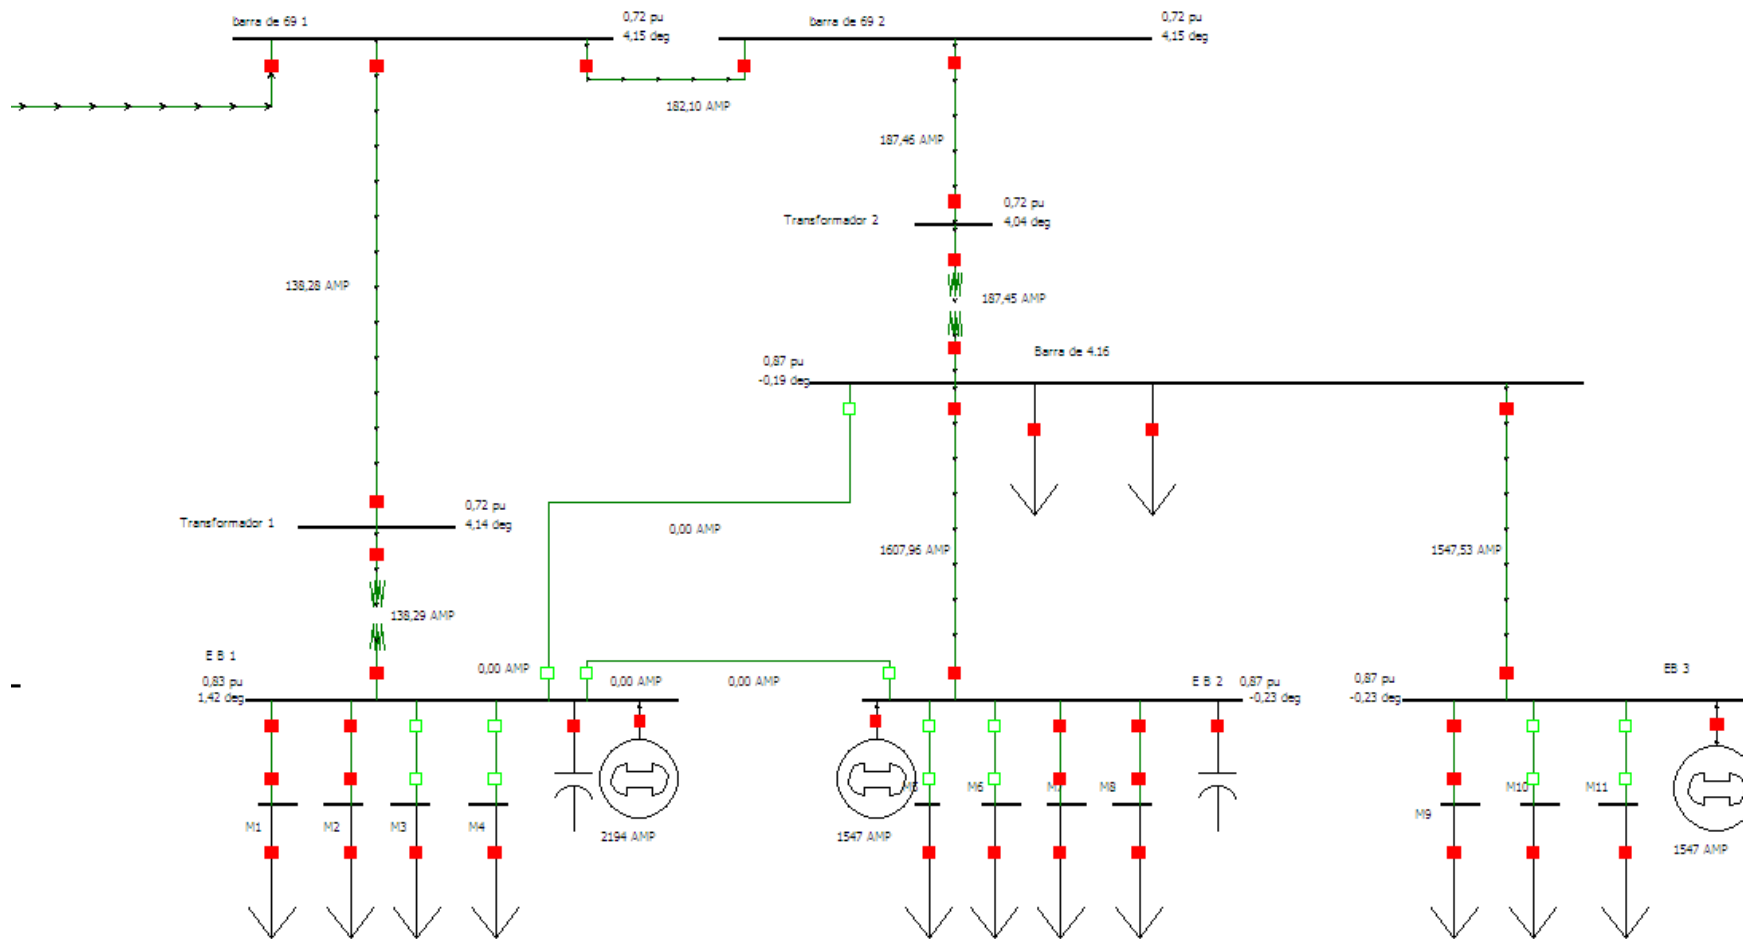 barra de 69 1
0,72 pu
4,15 deg
barra de 69 2
0,72 pu
4,15 deg
182,10 AMP
187,46 AMP
Transformador 2
0,72 pu
4,04 deg
138,28 AMP
187,45 AMP
Barra de 4.16
0,87 pu
-0,19 deg
Transformador 1
0,72 pu
4,14 deg
0,00 AMP
1607,96 AMP
1547,53 AMP
138,29 AMP
E B 1
0,83 pu
1,42 deg
0,00 AMP
0,00 AMP
0,00 AMP
E B 2
0,87 pu
-0,23 deg
0,87 pu
-0,23 deg
EB 3
M1
M2
M3
M4
2194 AMP
1547 AMP
M6
M8
M9
M10
M11
1547 AMP